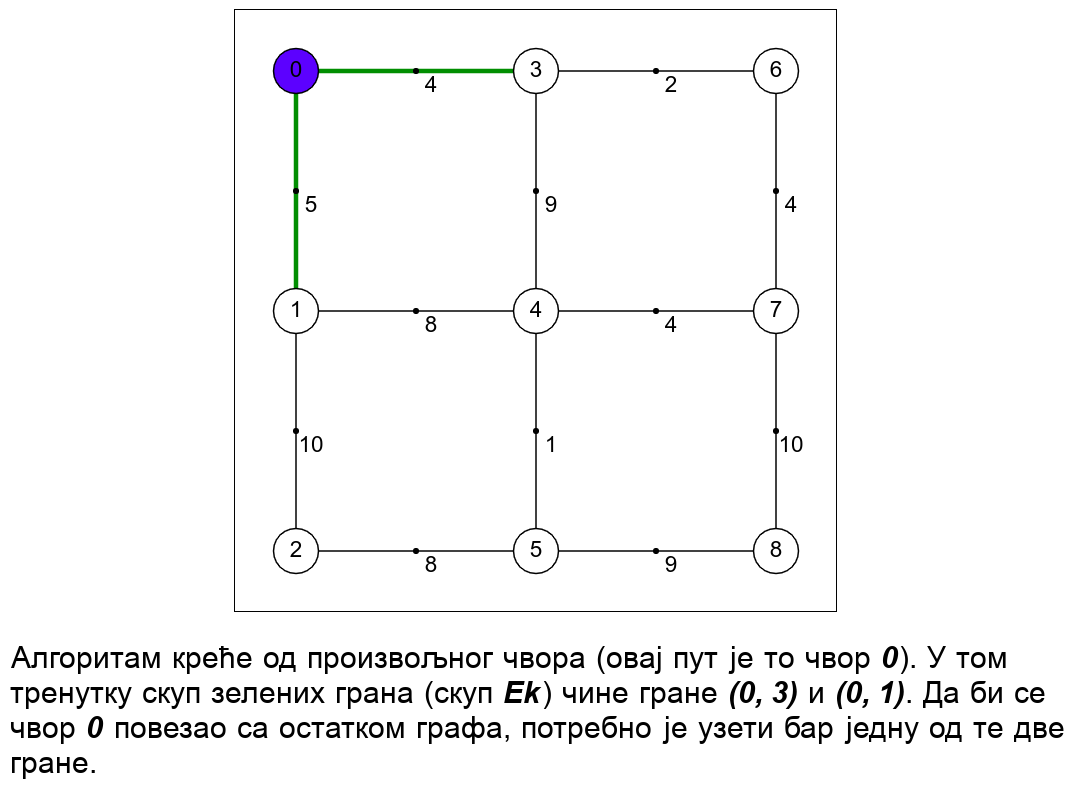 0 3 6
4 2
5 9 4
1 4 7
8 4
10 1 10
2 5 8
8 9
Алгоритам креће од произвољног чвора (овај пут је то чвор 0). У том
тренутку скуп зелених грана (скуп Ek) чине гране (0, 3) и (0, 1). Да би се
чвор 0 повезао са остатком графа, потребно је узети бар једну од те две
гране.